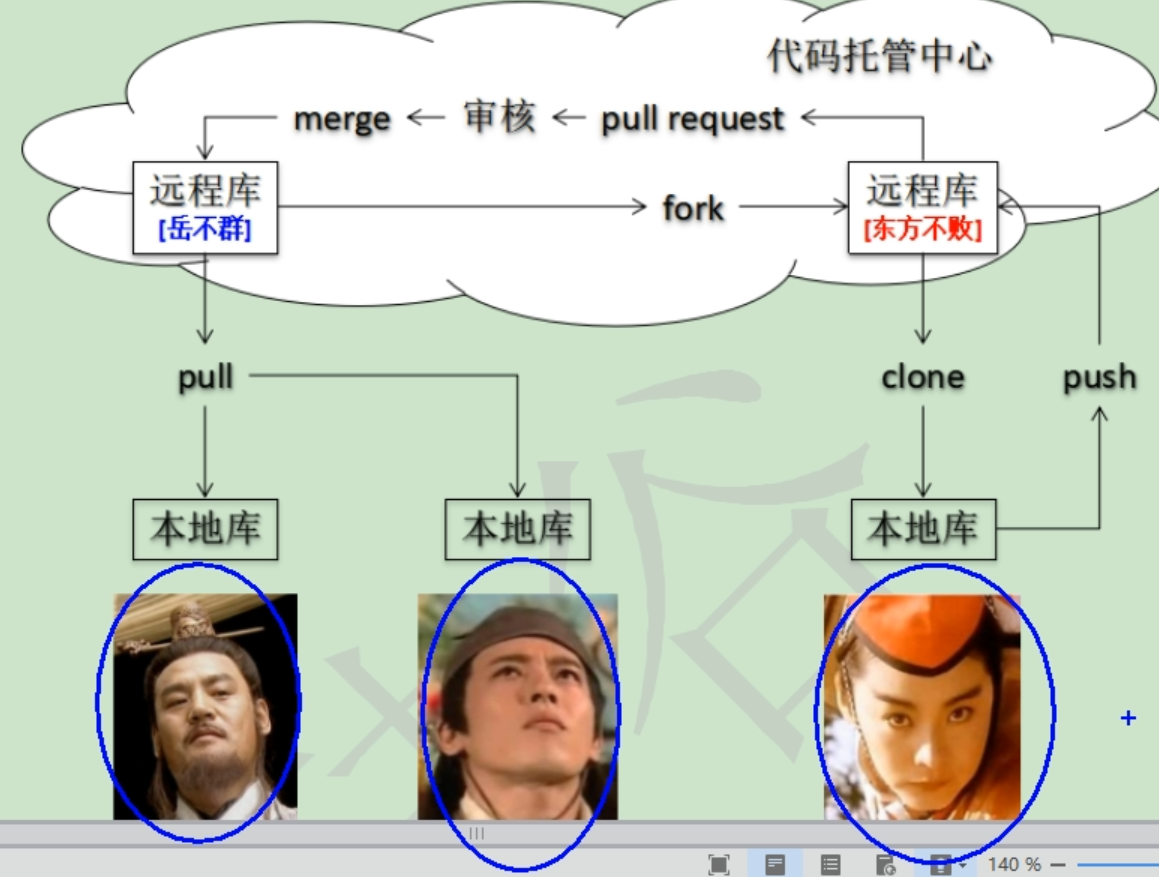 代码托管中心
merge
审核
pull request
远程库
[岳不群]
fork
远程库
[东方不败]
pull
clone
push
本地库
本地库
本地库
140 %